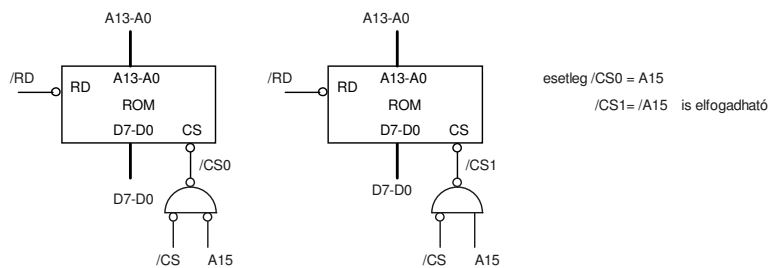 A13-A0
/RD
RD
A13-A0
ROM
D7-D0
CS
/CS0
D7-D0
/CS
A15
A13-A0
/RD
RD
A13-A0
ROM
D7-D0
CS
/CS1
D7-D0
/CS
A15
esetleg /CS0 = A15
/CS1= /A15 is elfogadható